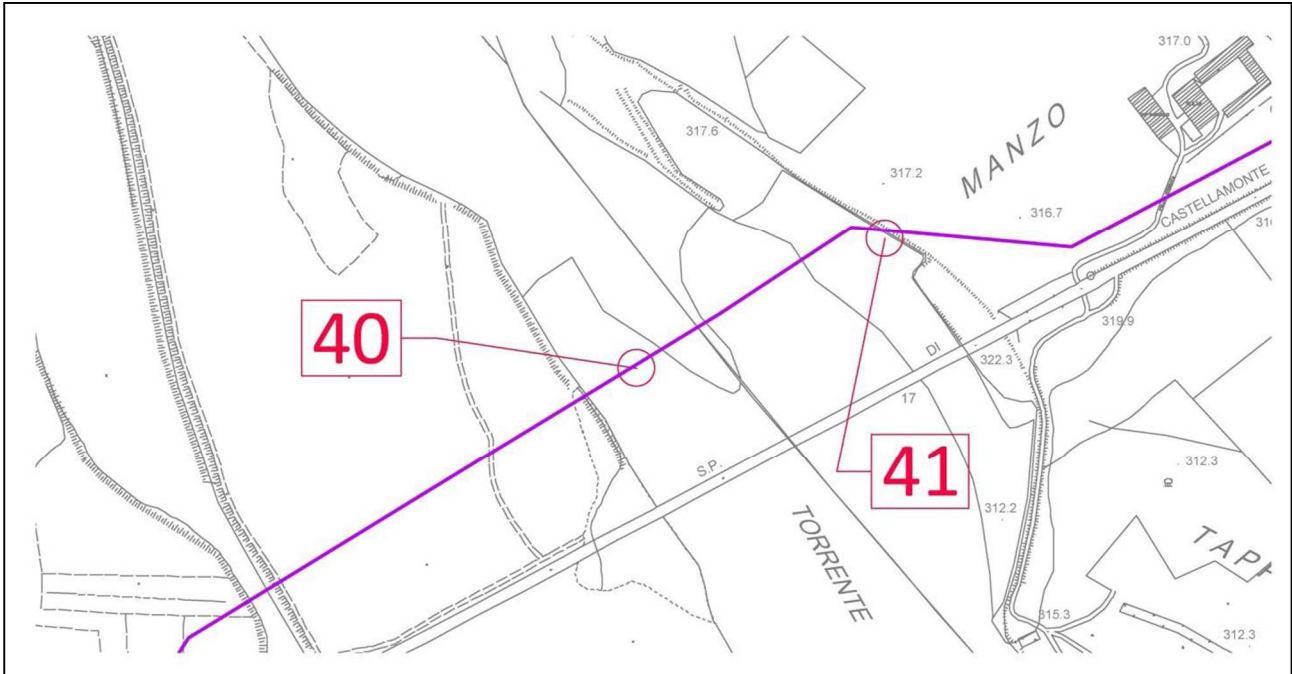 317.0
317.6
MANZO
317.2
316.7
CASTELLAMONTE
40
319.9
DI
322.3
17
41
S.P.
312.3
312.2
TORRENTE
315.3
312.3